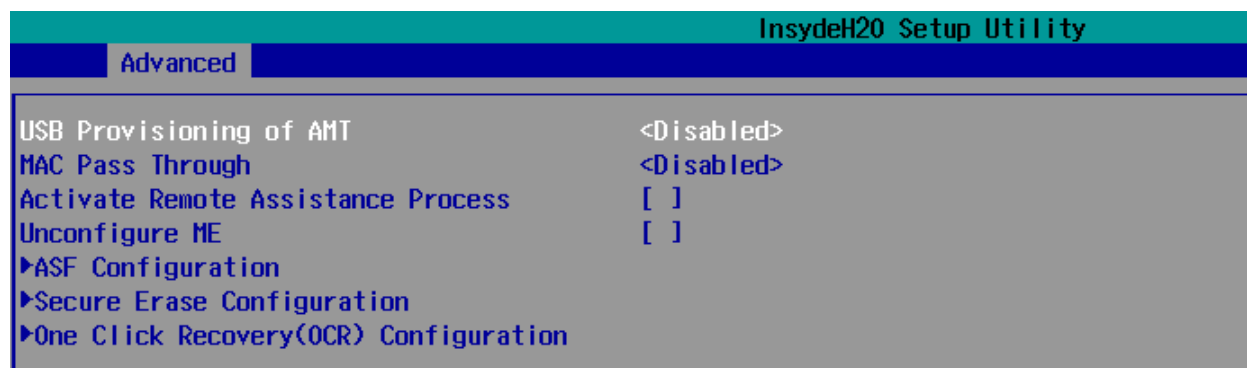 InsydeH20 Setup Utility
Advanced
USB Provisioning of AMT <Disabled>
MAC Pass Through <Disabled>
Activate Remote Assistance Process [ ]
Unconfigure ME [ ]
▶ASF Configuration
▶Secure Erase Configuration
▶One Click Recovery(OCR) Configuration